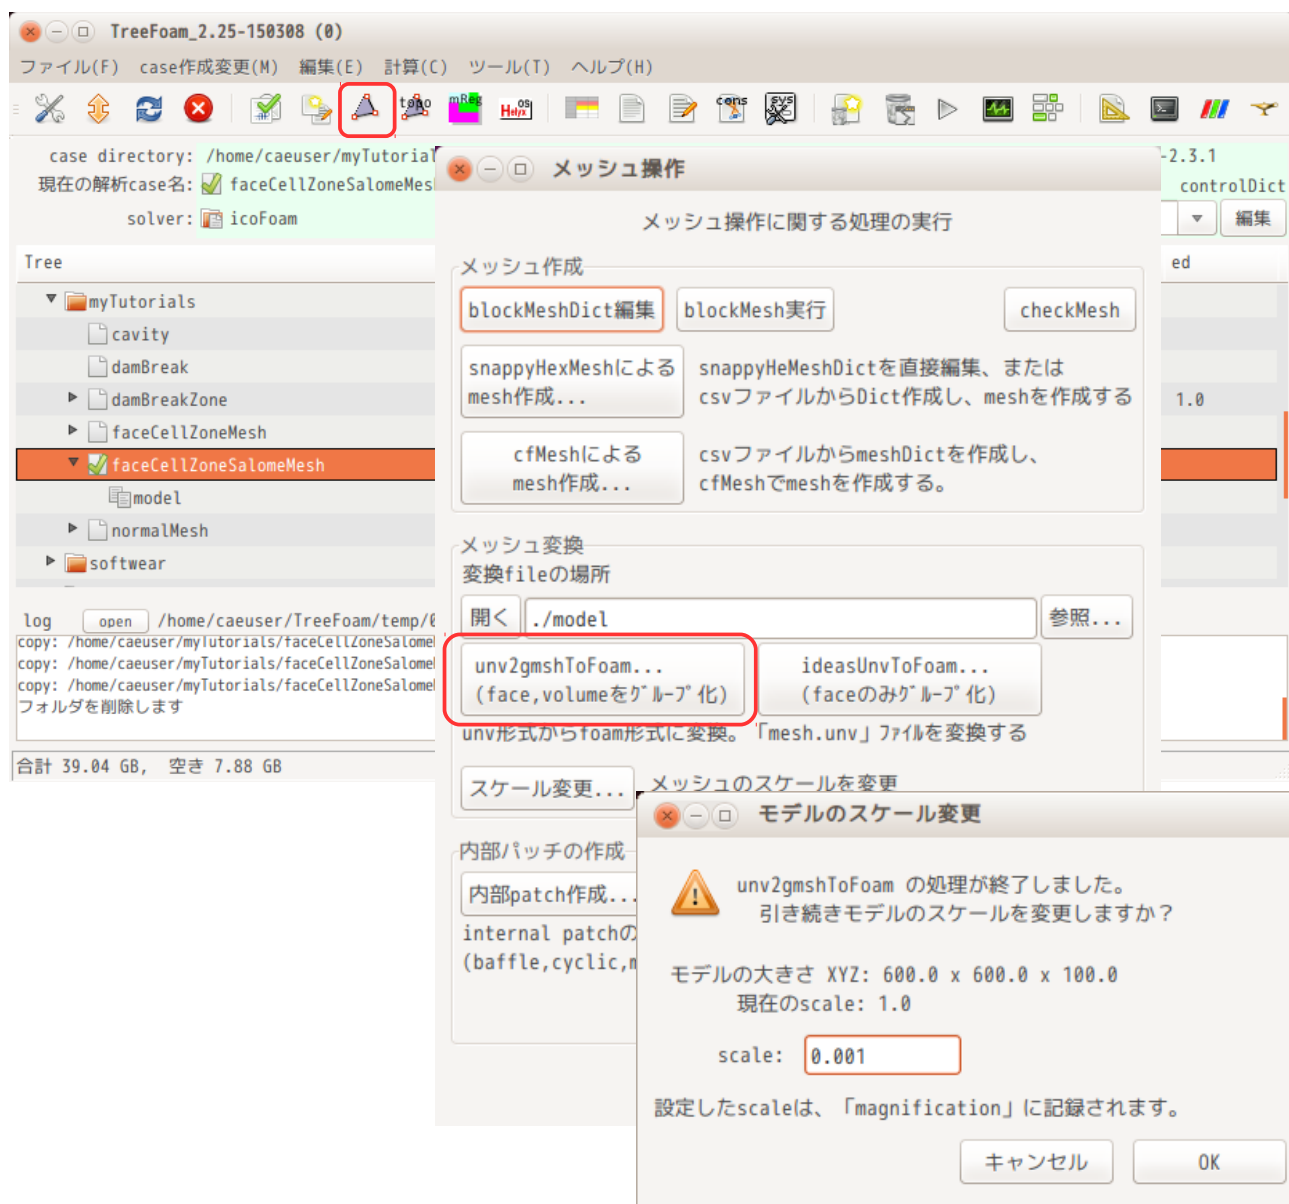 TreeFoam_2.25-150308 (0)
ファイル(F) case作成変更(M) 編集(E) 計算(C) ツール(T) ヘルプ(H)
topo
mReg
Helyx OS
cons
sys
case directory: /home/caeuser/myTutorial
-2.3.1
現在の解析case名: faceCellZoneSalomeMes
controlDict
solver: icoFoam
編集
Tree
ed
myTutorials
cavity
damBreak
damBreakZone
1.0
faceCellZoneMesh
faceCellZoneSalomeMesh
model
normalMesh
softwear
log open /home/caeuser/TreeFoam/temp/
copy: /home/caeuser/myTutorials/faceCellZoneSalome
copy: /home/caeuser/myTutorials/faceCellZoneSalome
copy: /home/caeuser/myTutorials/faceCellZoneSalome
フォルダを削除します
合計 39.04 GB, 空き 7.88 GB
メッシュ操作
メッシュ操作に関する処理の実行
メッシュ作成
blockMeshDict編集 blockMesh実行 checkMesh
snappyHexMeshによる
mesh作成...
snappyHeMeshDictを直接編集、または
csvファイルからDict作成し、meshを作成する
cfMeshによる
mesh作成...
csvファイルからmeshDictを作成し、
cfMeshでmeshを作成する。
メッシュ変換
変換fileの場所
開く ./model 参照...
unv2gmshToFoam...
(face,volumeをｸﾞﾙｰﾌﾟ化)
ideasUnvToFoam...
(faceのみｸﾞﾙｰﾌﾟ化)
unv形式からfoam形式に変換。「mesh.unv」ﾌｧｲﾙを変換する
スケール変更... メッシュのスケールを変更
内部パッチの作成
内部patch作成...
internal patchの
(baffle,cyclic,m
モデルのスケール変更
unv2gmshToFoam の処理が終了しました。
引き続きモデルのスケールを変更しますか？
モデルの大きさ XYZ: 600.0 x 600.0 x 100.0
現在のscale: 1.0
scale: 0.001
設定したscaleは、「magnification」に記録されます。
キャンセル OK